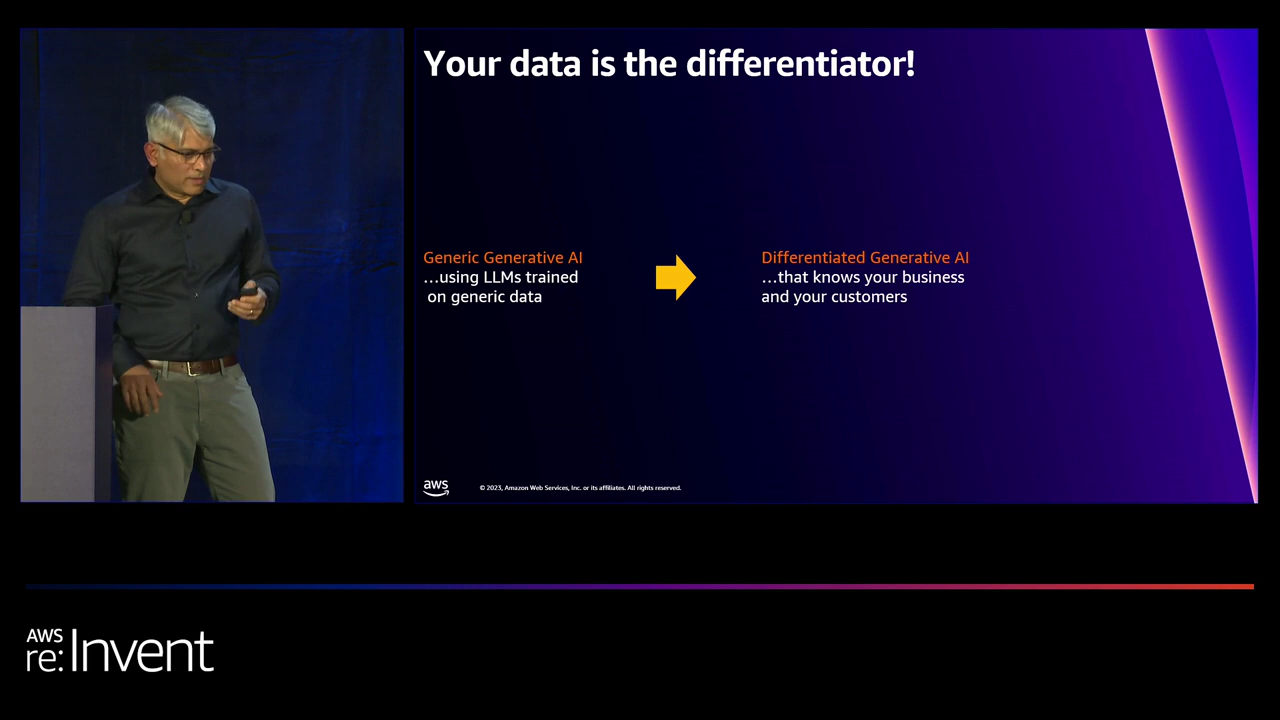 Your data is the differentiator!
Generic Generative AI
...using LLMs trained
on generic data
Differentiated Generative AI
...that knows your business
and your customers
aws
© 2023, Amazon Web Services, Inc. or its affiliates. All rights reserved.
AWS
re:Invent